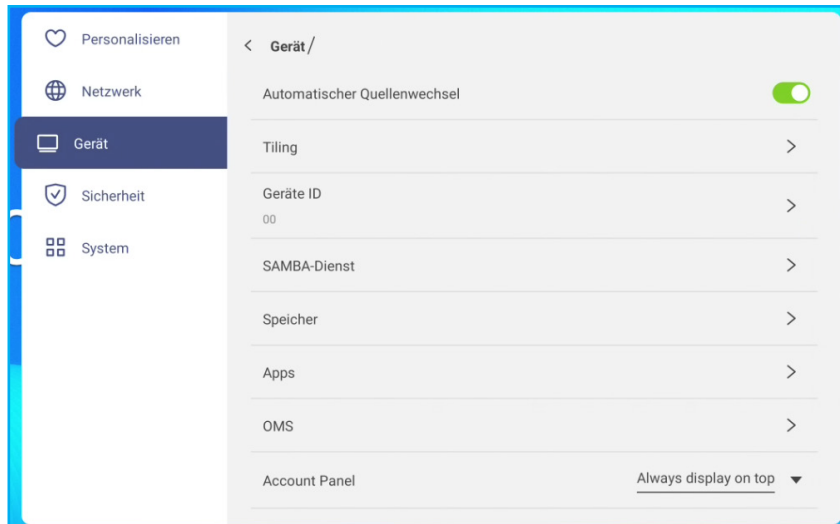 Personalisieren
Netzwerk
Gerät
Sicherheit
System
Gerät/
Automatischer Quellenwechsel
Tiling
Geräte ID
00
SAMBA-Dienst
Speicher
Apps
OMS
Account Panel
Always display on top